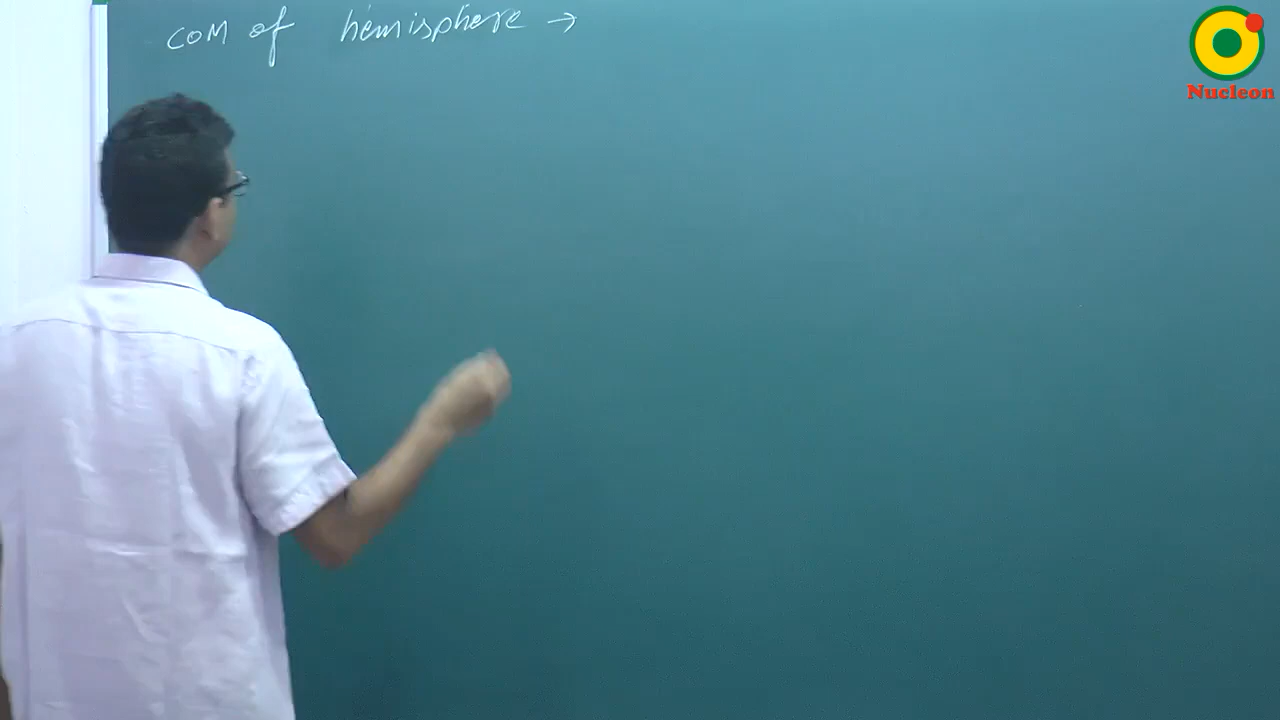 COM of hemisphere →
Nucleon